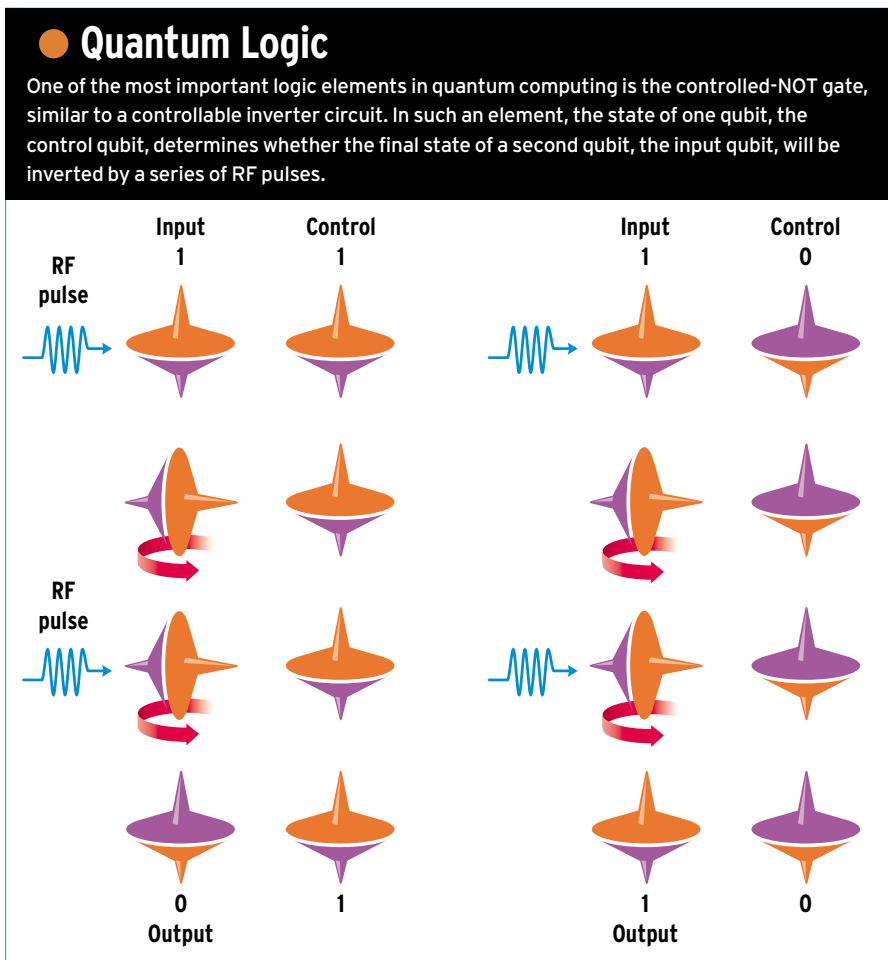 Quantum Logic
One of the most important logic elements in quantum computing is the controlled-NOT gate,
similar to a controllable inverter circuit. In such an element, the state of one qubit, the
control qubit, determines whether the final state of a second qubit, the input qubit, will be
inverted by a series of RF pulses.
Input Control Input Control
1 1 1 0
RF
pulse
RF
pulse
0 1 1 0
Output Output